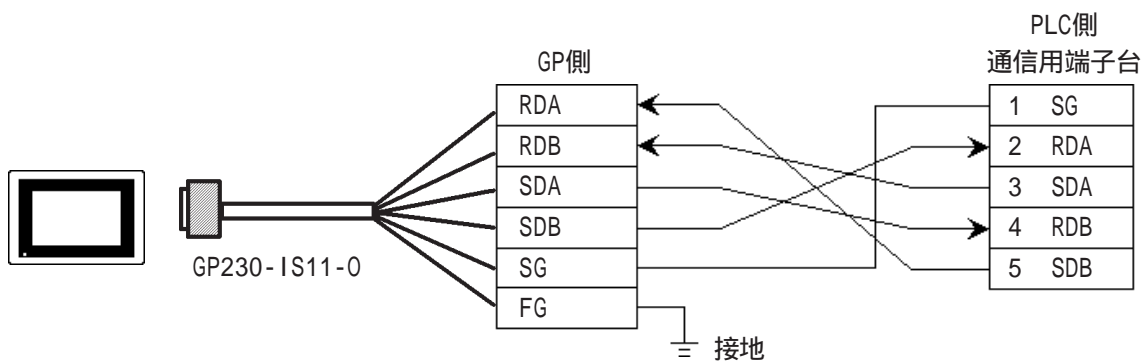 PLC側
通信用端子台
GP側
RDA
RDB
SDA
SDB
SG
FG
1 SG
2 RDA
3 SDA
4 RDB
5 SDB
GP230-IS11-O
接地